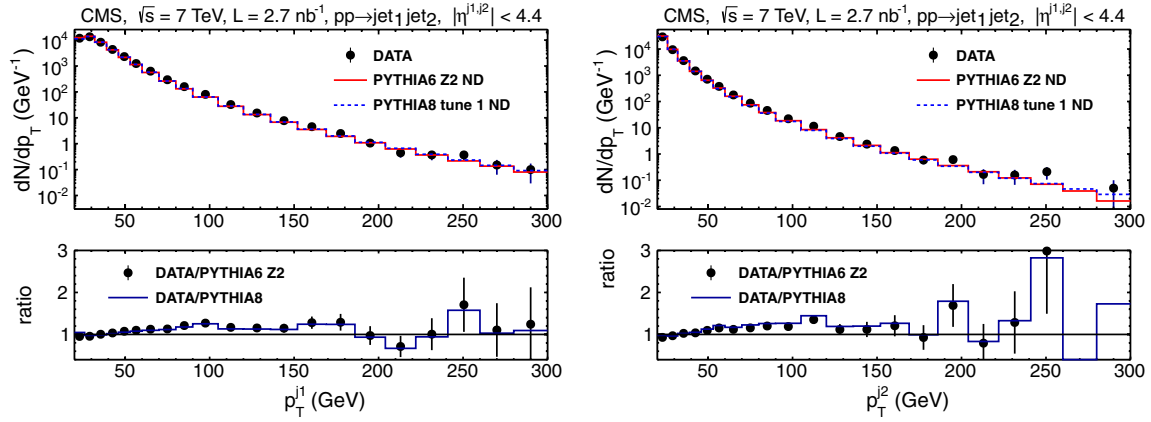 CMS, √s = 7 TeV, L = 2.7 nb⁻¹, pp→jet₁ jet₂, |η^{j1,j2}| < 4.4
dN/dp_T (GeV⁻¹)
10⁴
10³
10²
10
1
10⁻¹
10⁻²
DATA
PYTHIA6 Z2 ND
PYTHIA8 tune 1 ND
50 100 150 200 250 300
ratio
3
2
1
DATA/PYTHIA6 Z2
DATA/PYTHIA8
50 100 150 200 250 300
p_T^{j1} (GeV)
CMS, √s = 7 TeV, L = 2.7 nb⁻¹, pp→jet₁ jet₂, |η^{j1,j2}| < 4.4
dN/dp_T (GeV⁻¹)
10⁴
10³
10²
10
1
10⁻¹
10⁻²
DATA
PYTHIA6 Z2 ND
PYTHIA8 tune 1 ND
50 100 150 200 250 300
ratio
3
2
1
DATA/PYTHIA6 Z2
DATA/PYTHIA8
50 100 150 200 250 300
p_T^{j2} (GeV)